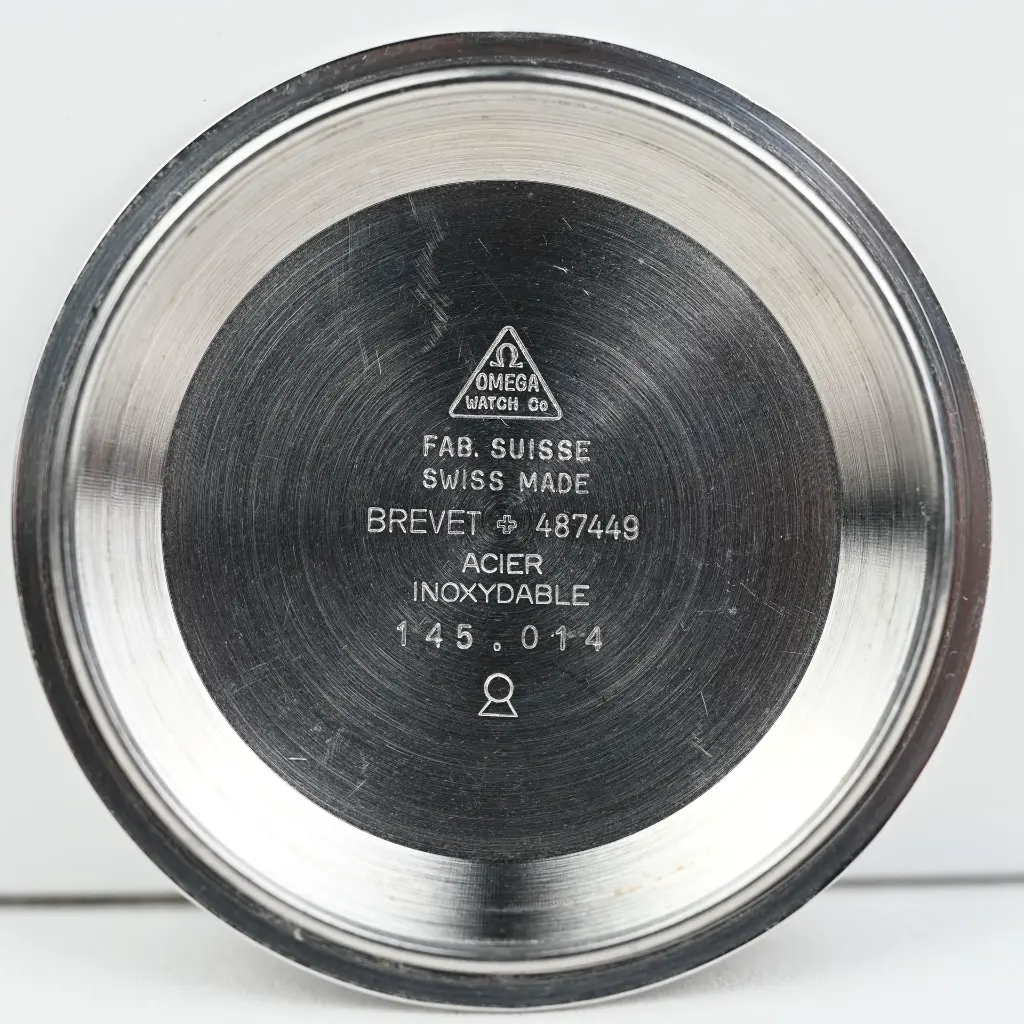 Ω
OMEGA
WATCH Co
FAB. SUISSE
SWISS MADE
BREVET ✚ 487449
ACIER
INOXYDABLE
145.014